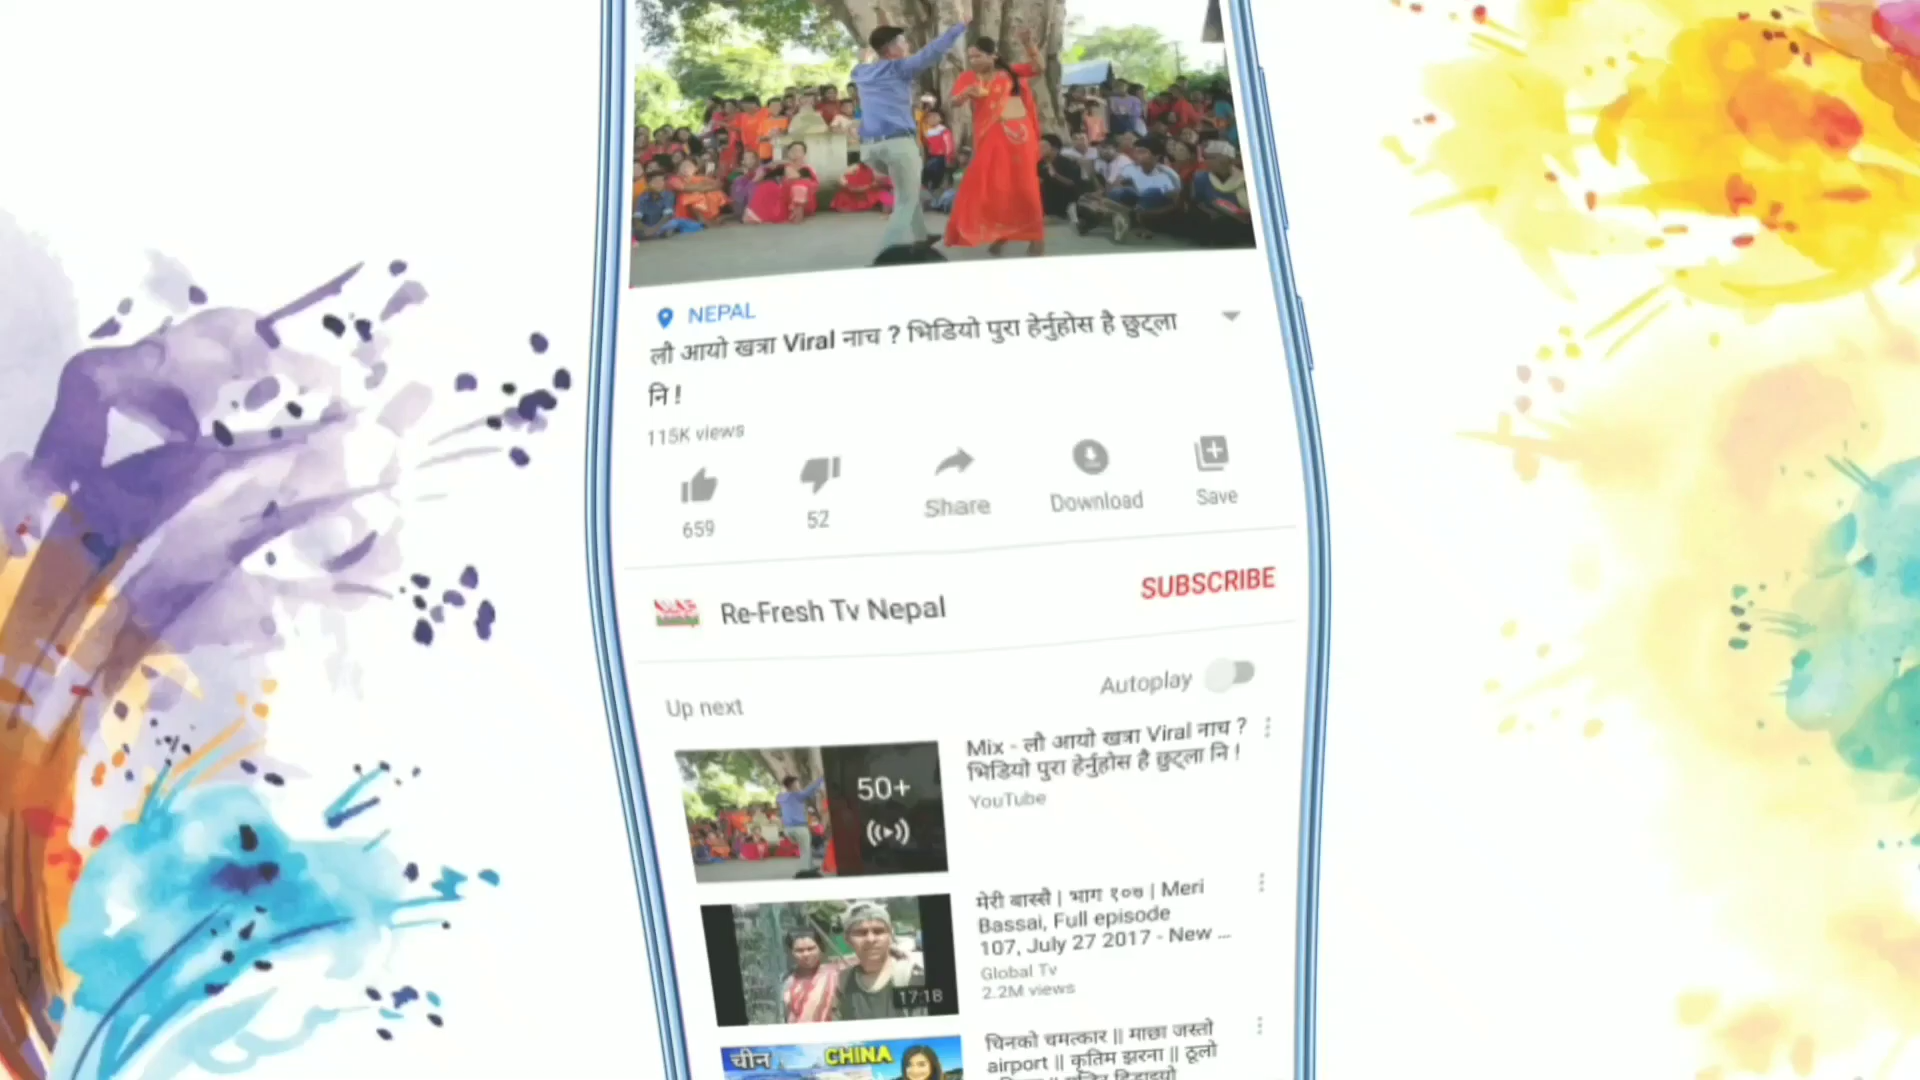 NEPAL
लौ आयो खत्रा Viral नाच ? भिडियो पुरा हेर्नुहोस है छुट्ला
नि !
115K views
659
52
Share
Download
Save
Re-Fresh Tv Nepal
SUBSCRIBE
Up next
Autoplay
50+
Mix - लौ आयो खत्रा Viral नाच ?
भिडियो पुरा हेर्नुहोस है छुट्ला नि !
YouTube
17:18
मेरी बास्सै | भाग १०७ | Meri
Bassai, Full episode
107, July 27 2017 - New ...
Global Tv
2.2M views
चीन CHINA
चिनको चमत्कार || माछा जस्तो
airport || कृतिम झरना || ठूलो